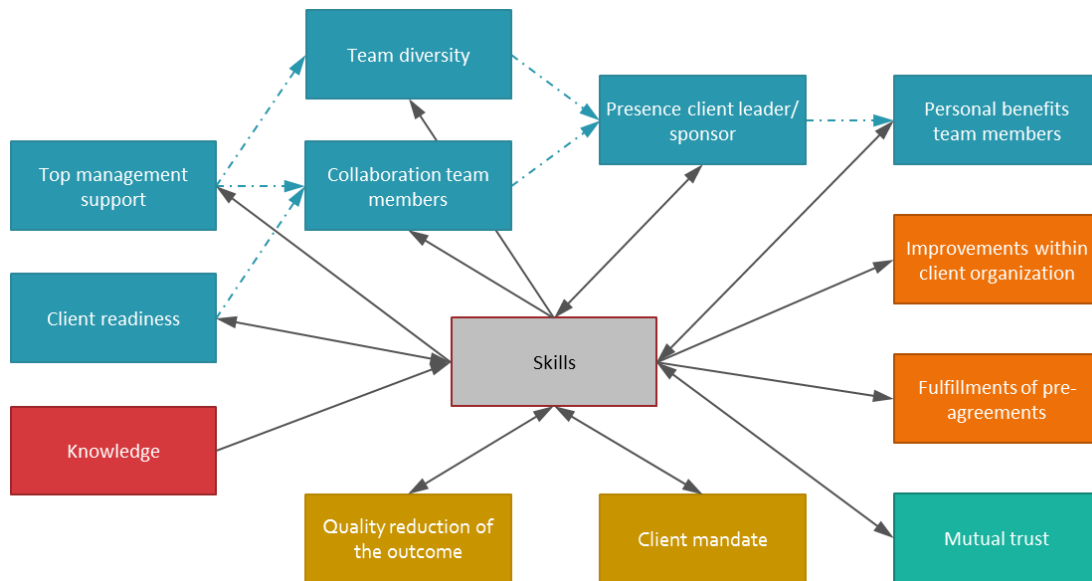 Team diversity
Presence client leader/
sponsor
Personal benefits
team members
Top management
support
Collaboration team
members
Improvements within
client organization
Client readiness
Skills
Fulfillments of pre-
agreements
Knowledge
Quality reduction of
the outcome
Client mandate
Mutual trust